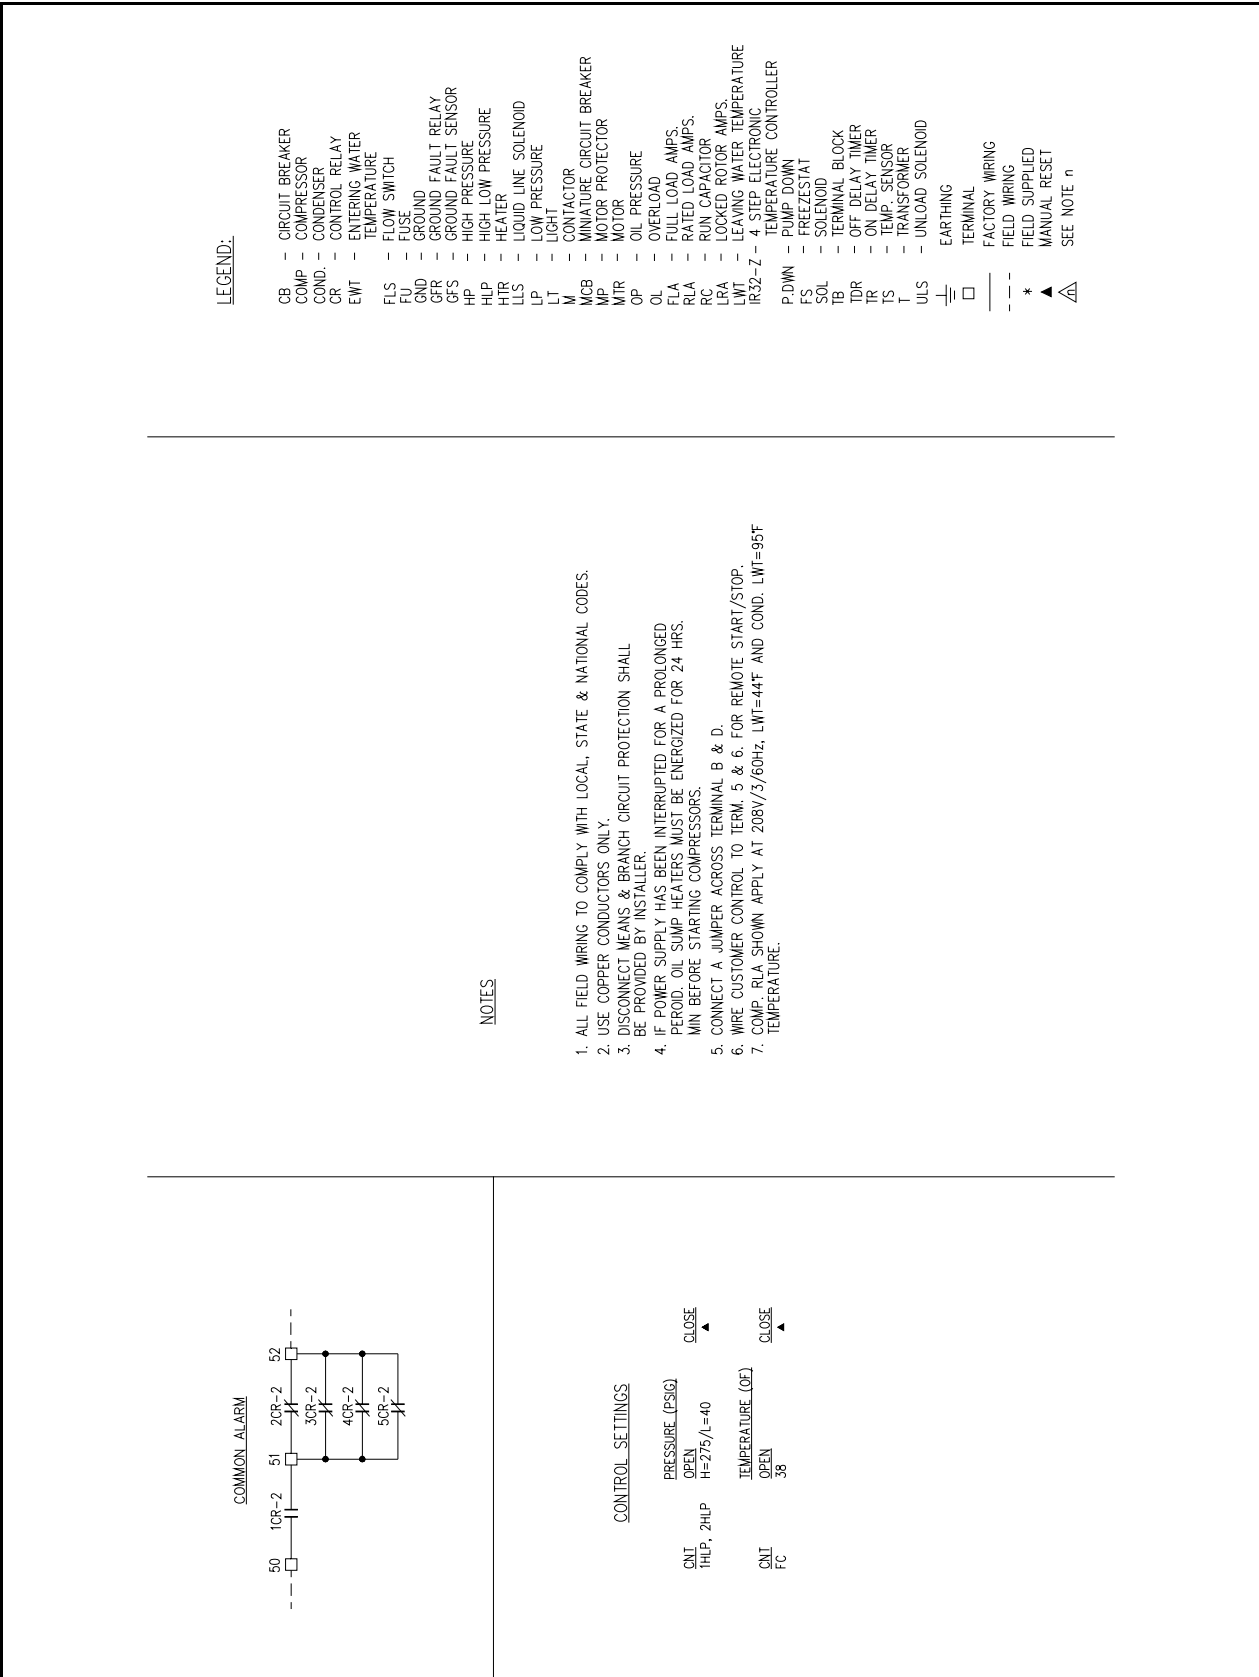 COMMON ALARM
50
1CR-2
51
2CR-2
52
3CR-2
4CR-2
5CR-2
CONTROL SETTINGS
PRESSURE (PSIG)
CNT OPEN CLOSE
1HLP, 2HLP H=275/L=40 ▲
TEMPERATURE (OF)
CNT OPEN CLOSE
FC 38 ▲
NOTES
1. ALL FIELD WIRING TO COMPLY WITH LOCAL, STATE & NATIONAL CODES.
2. USE COPPER CONDUCTORS ONLY.
3. DISCONNECT MEANS & BRANCH CIRCUIT PROTECTION SHALL
BE PROVIDED BY INSTALLER.
4. IF POWER SUPPLY HAS BEEN INTERRUPTED FOR A PROLONGED
PEROID. OIL SUMP HEATERS MUST BE ENERGIZED FOR 24 HRS.
MIN BEFORE STARTING COMPRESSORS.
5. CONNECT A JUMPER ACROSS TERMINAL B & D.
6. WIRE CUSTOMER CONTROL TO TERM. 5 & 6. FOR REMOTE START/STOP.
7. COMP. RLA SHOWN APPLY AT 208V/3/60Hz, LWT=44°F AND COND. LWT=95°F
TEMPERATURE.
LEGEND:
CB - CIRCUIT BREAKER
COMP - COMPRESSOR
COND. - CONDENSER
CR - CONTROL RELAY
EWT - ENTERING WATER
TEMPERATURE
FLS - FLOW SWITCH
FU - FUSE
GND - GROUND
GFR - GROUND FAULT RELAY
GFS - GROUND FAULT SENSOR
HP - HIGH PRESSURE
HLP - HIGH LOW PRESSURE
HTR - HEATER
LLS - LIQUID LINE SOLENOID
LP - LOW PRESSURE
LT - LIGHT
M - CONTACTOR
MCB - MINIATURE CIRCUIT BREAKER
MP - MOTOR PROTECTOR
MTR - MOTOR
OP - OIL PRESSURE
OL - OVERLOAD
FLA - FULL LOAD AMPS.
RLA - RATED LOAD AMPS.
RC - RUN CAPACITOR
LRA - LOCKED ROTOR AMPS.
LWT - LEAVING WATER TEMPERATURE
IR32-Z - 4 STEP ELECTRONIC
TEMPERATURE CONTROLLER
P.DWN - PUMP DOWN
FS - FREEZESTAT
SOL - SOLENOID
TB - TERMINAL BLOCK
TDR - OFF DELAY TIMER
TR - ON DELAY TIMER
TS - TEMP. SENSOR
T - TRANSFORMER
ULS - UNLOAD SOLENOID
EARTHING
TERMINAL
FACTORY WIRING
FIELD WIRING
* FIELD SUPPLIED
▲ MANUAL RESET
n SEE NOTE n